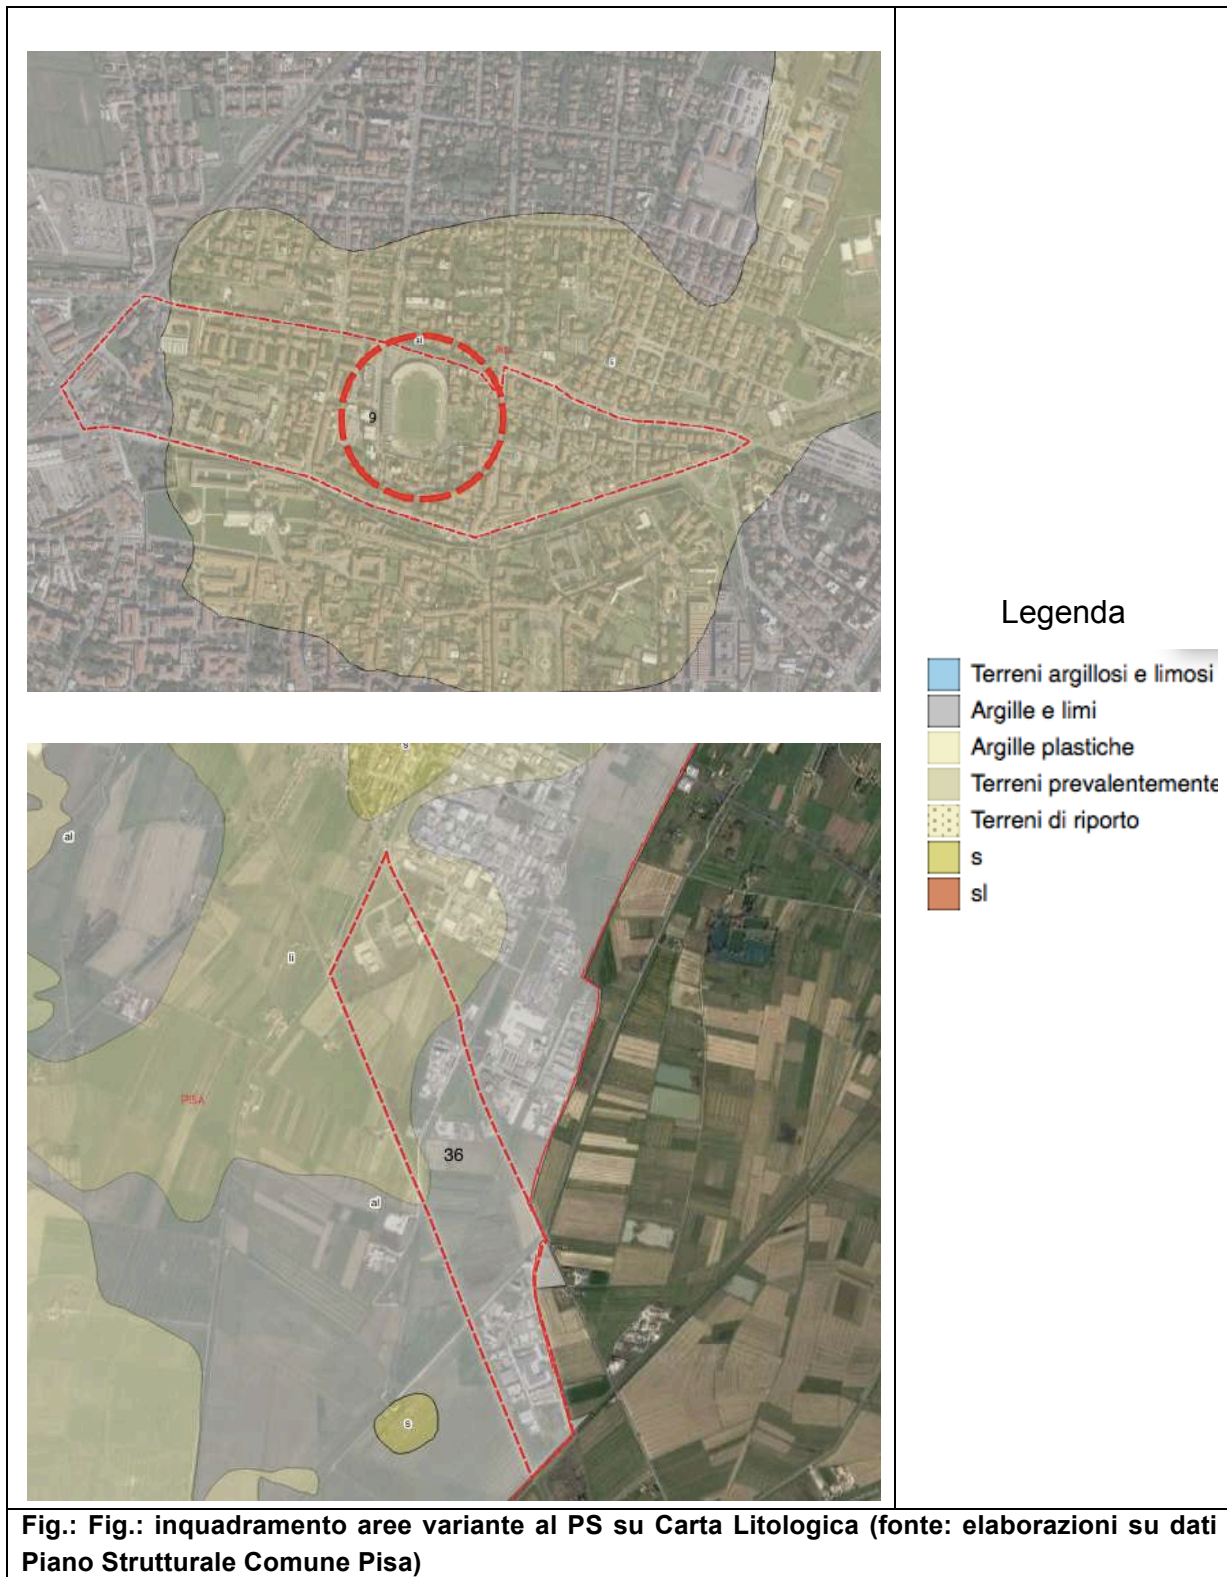 al
PISA
li
9
Legenda
Terreni argillosi e limosi
Argille e limi
Argille plastiche
Terreni prevalentemente
Terreni di riporto
s
sl
s
al
li
PISA
36
al
s
Fig.: Fig.: inquadramento aree variante al PS su Carta Litologica (fonte: elaborazioni su dati
Piano Strutturale Comune Pisa)